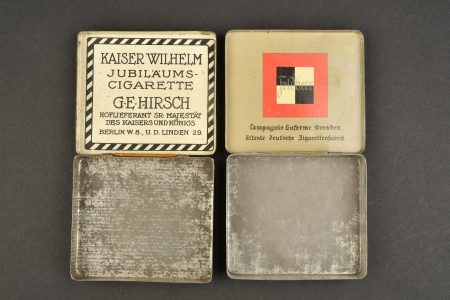 KAISER WILHELM
JUBILÄUMS-
CIGARETTE
G·E·HIRSCH
HOFLIEFERANT SR· MAJESTÄT
DES KAISERS UND KÖNIGS
BERLIN W.8., U.D. LINDEN 29.
Compagnie Laferme Dresden
älteste deutsche Zigarettenfabrik